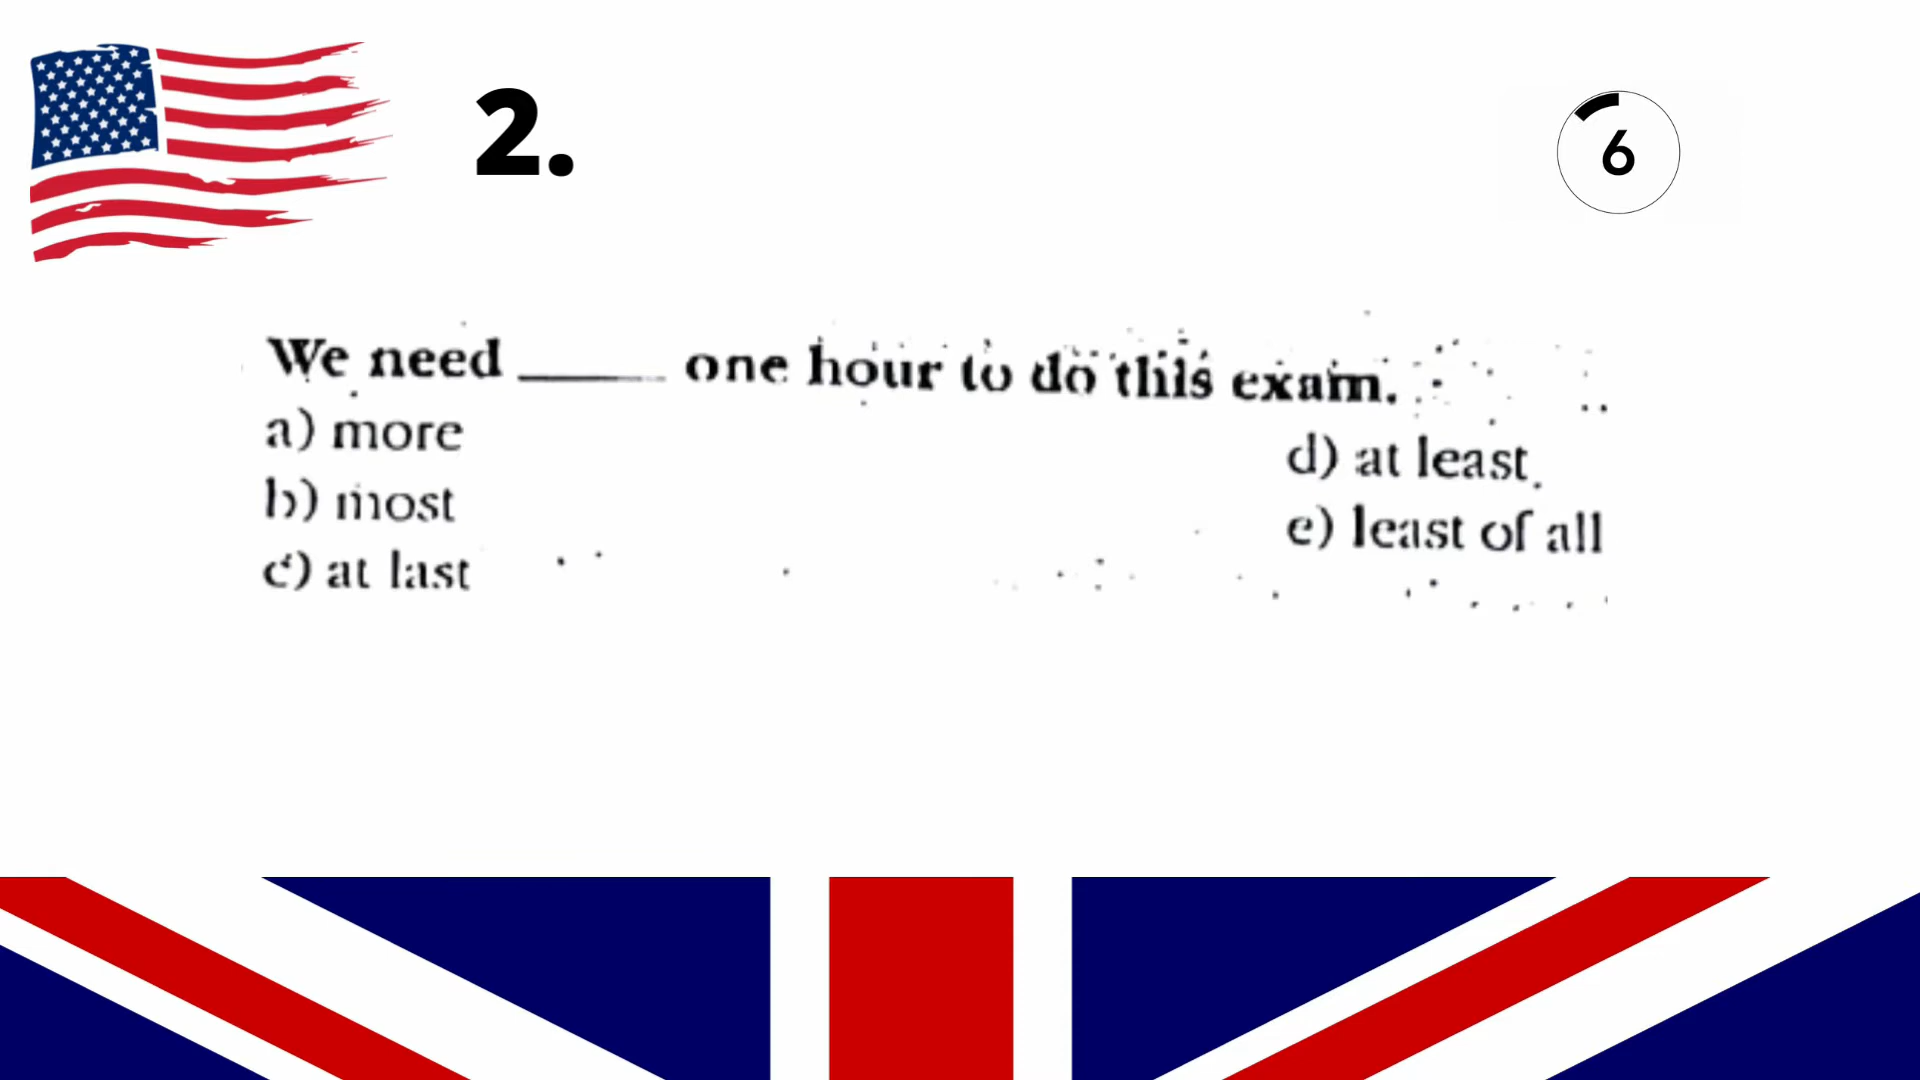 2.
6
We need _____ one hour to do this exam.
a) more
b) most
c) at last
d) at least
e) least of all